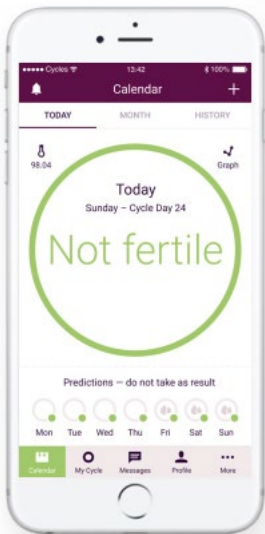 ●●●●● Cycles 13:42 100%
Calendar +
TODAY MONTH HISTORY
98.04 Graph
Today
Sunday – Cycle Day 24
Not fertile
Predictions – do not take as result
Mon Tue Wed Thu Fri Sat Sun
Calendar My Cycle Messages Profile More